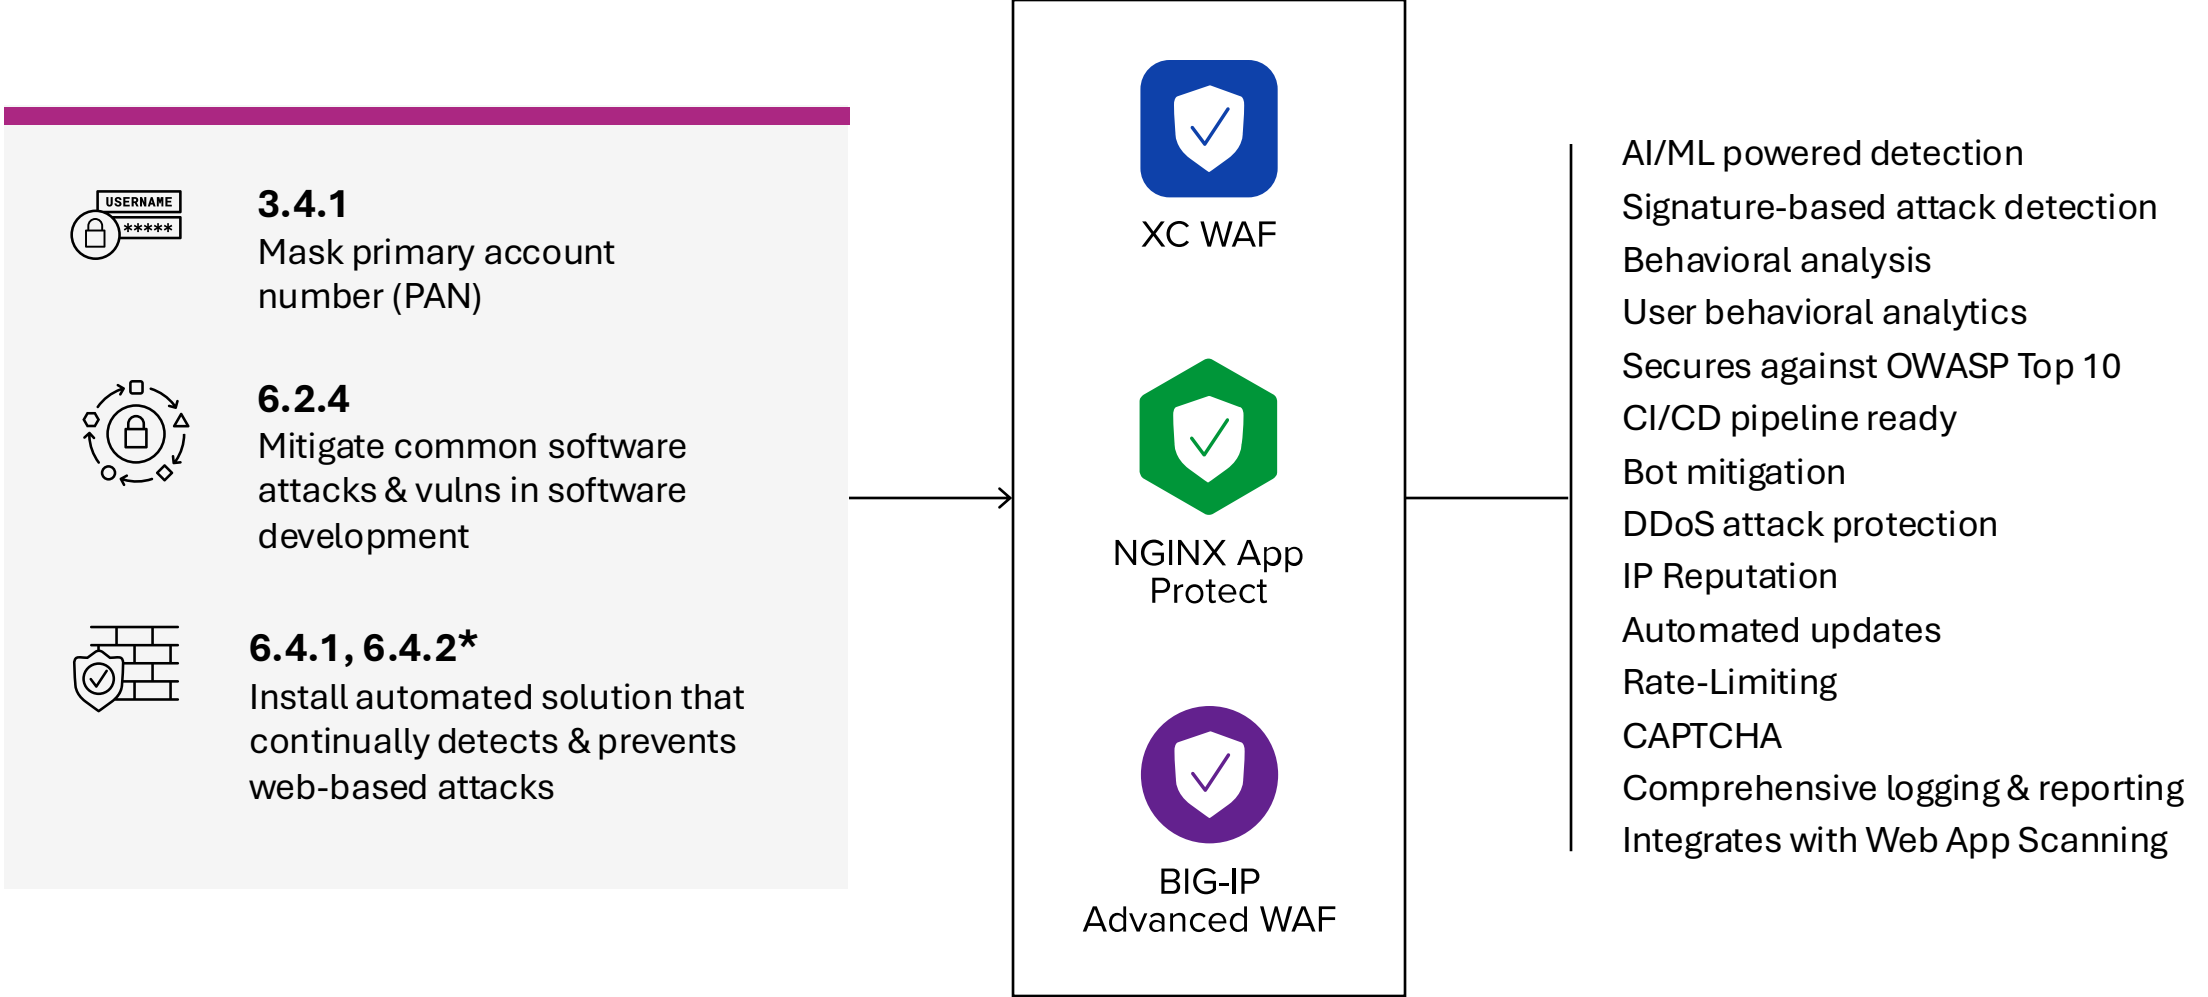 USERNAME
*****
3.4.1
Mask primary account
number (PAN)
6.2.4
Mitigate common software
attacks & vulns in software
development
6.4.1, 6.4.2*
Install automated solution that
continually detects & prevents
web-based attacks
XC WAF
NGINX App
Protect
BIG-IP
Advanced WAF
AI/ML powered detection
Signature-based attack detection
Behavioral analysis
User behavioral analytics
Secures against OWASP Top 10
CI/CD pipeline ready
Bot mitigation
DDoS attack protection
IP Reputation
Automated updates
Rate-Limiting
CAPTCHA
Comprehensive logging & reporting
Integrates with Web App Scanning